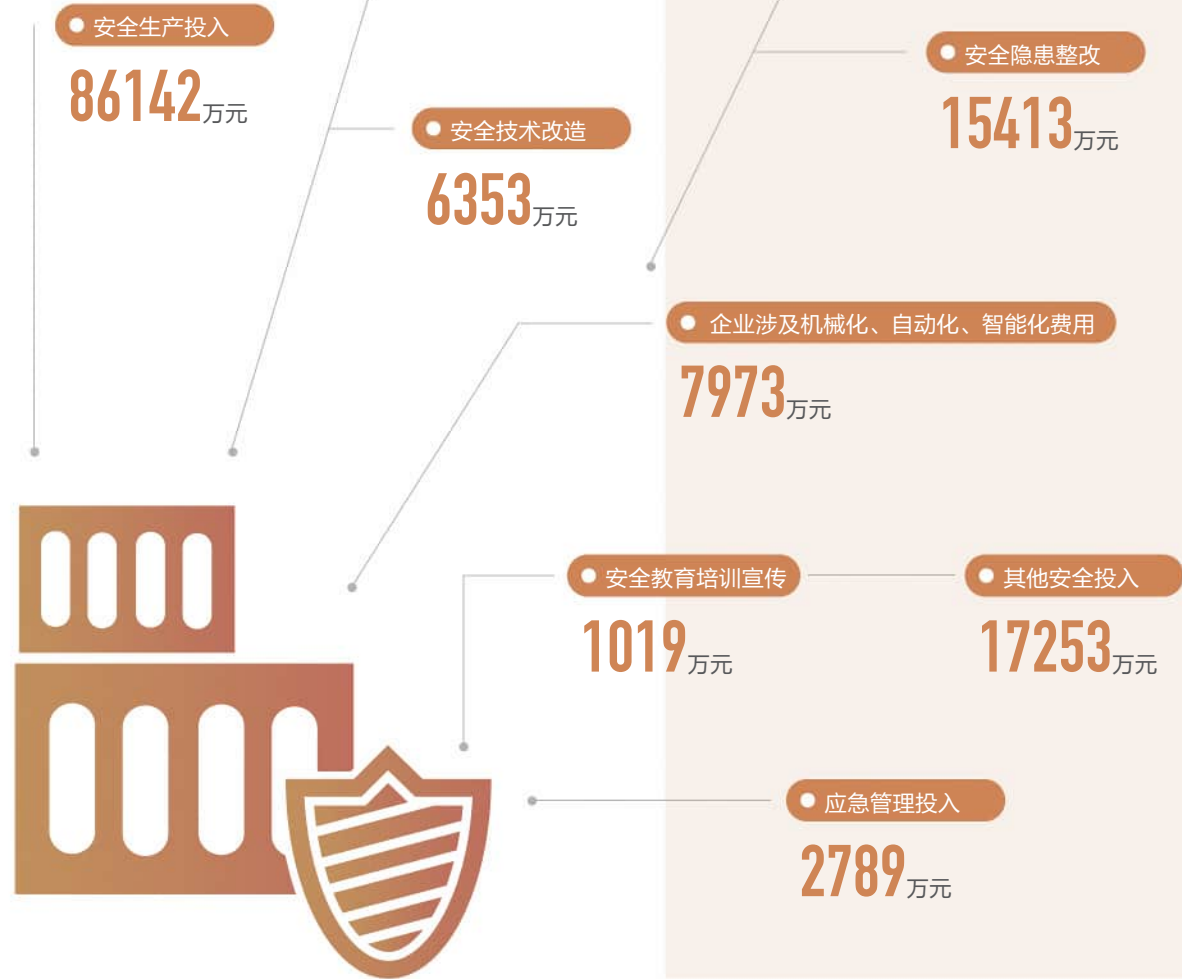 安全生产投入
86142万元
安全技术改造
6353万元
安全隐患整改
15413万元
企业涉及机械化、自动化、智能化费用
7973万元
安全教育培训宣传
1019万元
其他安全投入
17253万元
应急管理投入
2789万元